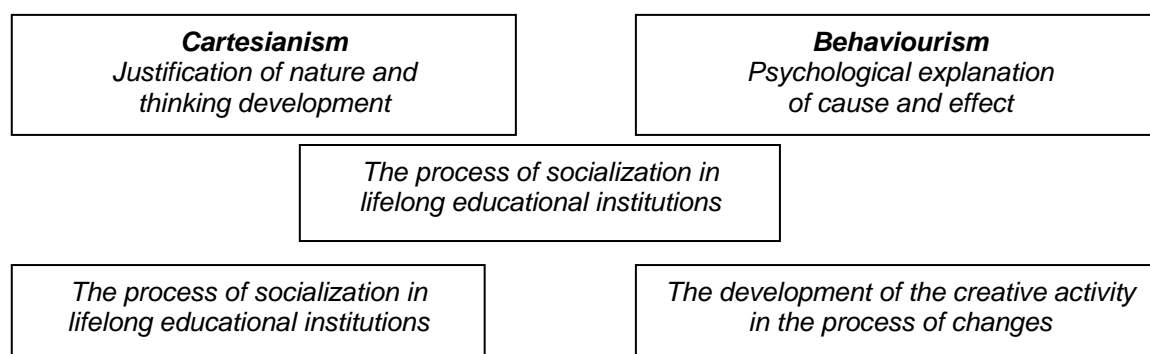 Cartesianism
Justification of nature and
thinking development
Behaviourism
Psychological explanation
of cause and effect
The process of socialization in
lifelong educational institutions
The process of socialization in
lifelong educational institutions
The development of the creative activity
in the process of changes